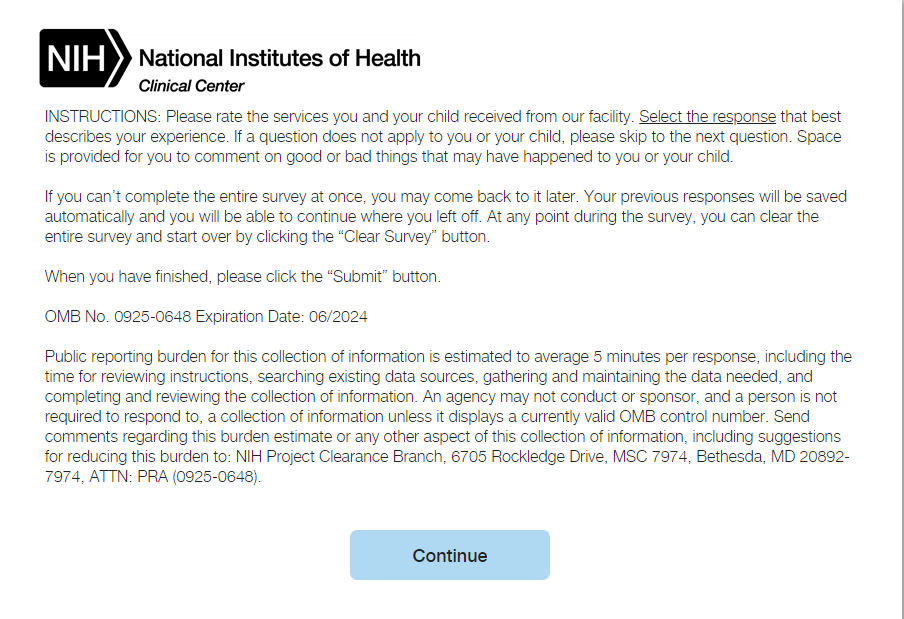 NIH National Institutes of Health
Clinical Center
INSTRUCTIONS: Please rate the services you and your child received from our facility. Select the response that best
describes your experience. If a question does not apply to you or your child, please skip to the next question. Space
is provided for you to comment on good or bad things that may have happened to you or your child.
If you can’t complete the entire survey at once, you may come back to it later. Your previous responses will be saved
automatically and you will be able to continue where you left off. At any point during the survey, you can clear the
entire survey and start over by clicking the “Clear Survey” button.
When you have finished, please click the “Submit” button.
OMB No. 0925-0648 Expiration Date: 06/2024
Public reporting burden for this collection of information is estimated to average 5 minutes per response, including the
time for reviewing instructions, searching existing data sources, gathering and maintaining the data needed, and
completing and reviewing the collection of information. An agency may not conduct or sponsor, and a person is not
required to respond to, a collection of information unless it displays a currently valid OMB control number. Send
comments regarding this burden estimate or any other aspect of this collection of information, including suggestions
for reducing this burden to: NIH Project Clearance Branch, 6705 Rockledge Drive, MSC 7974, Bethesda, MD 20892-
7974, ATTN: PRA (0925-0648).
Continue